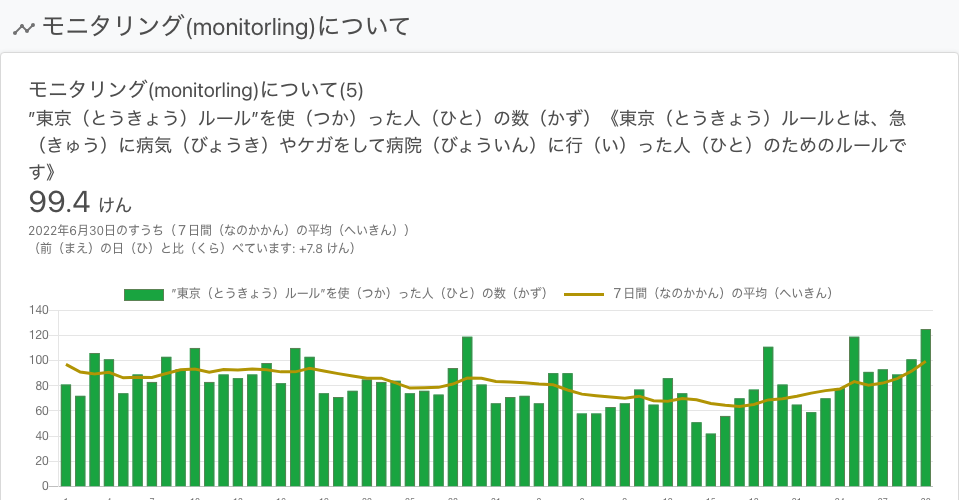 モニタリング(monitorling)について
モニタリング(monitorling)について(5)
”東京（とうきょう）ルール”を使（つか）った人（ひと）の数（かず）《東京（とうきょう）ルールとは、急
（きゅう）に病気（びょうき）やケガをして病院（びょういん）に行（い）った人（ひと）のためのルールで
す》
99.4 けん
2022年6月30日のすうち（７日間（なのかかん）の平均（へいきん））
（前（まえ）の日（ひ）と比（くら）べています: +7.8 けん）
”東京（とうきょう）ルール”を使（つか）った人（ひと）の数（かず） ７日間（なのかかん）の平均（へいきん）
140
120
100
80
60
40
20
0